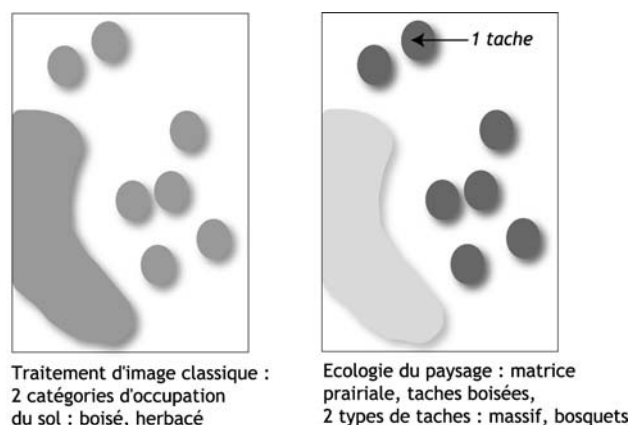 1 tache
Traitement d'image classique :
2 catégories d'occupation
du sol : boisé, herbacé
Ecologie du paysage : matrice
prairiale, taches boisées,
2 types de taches : massif, bosquets